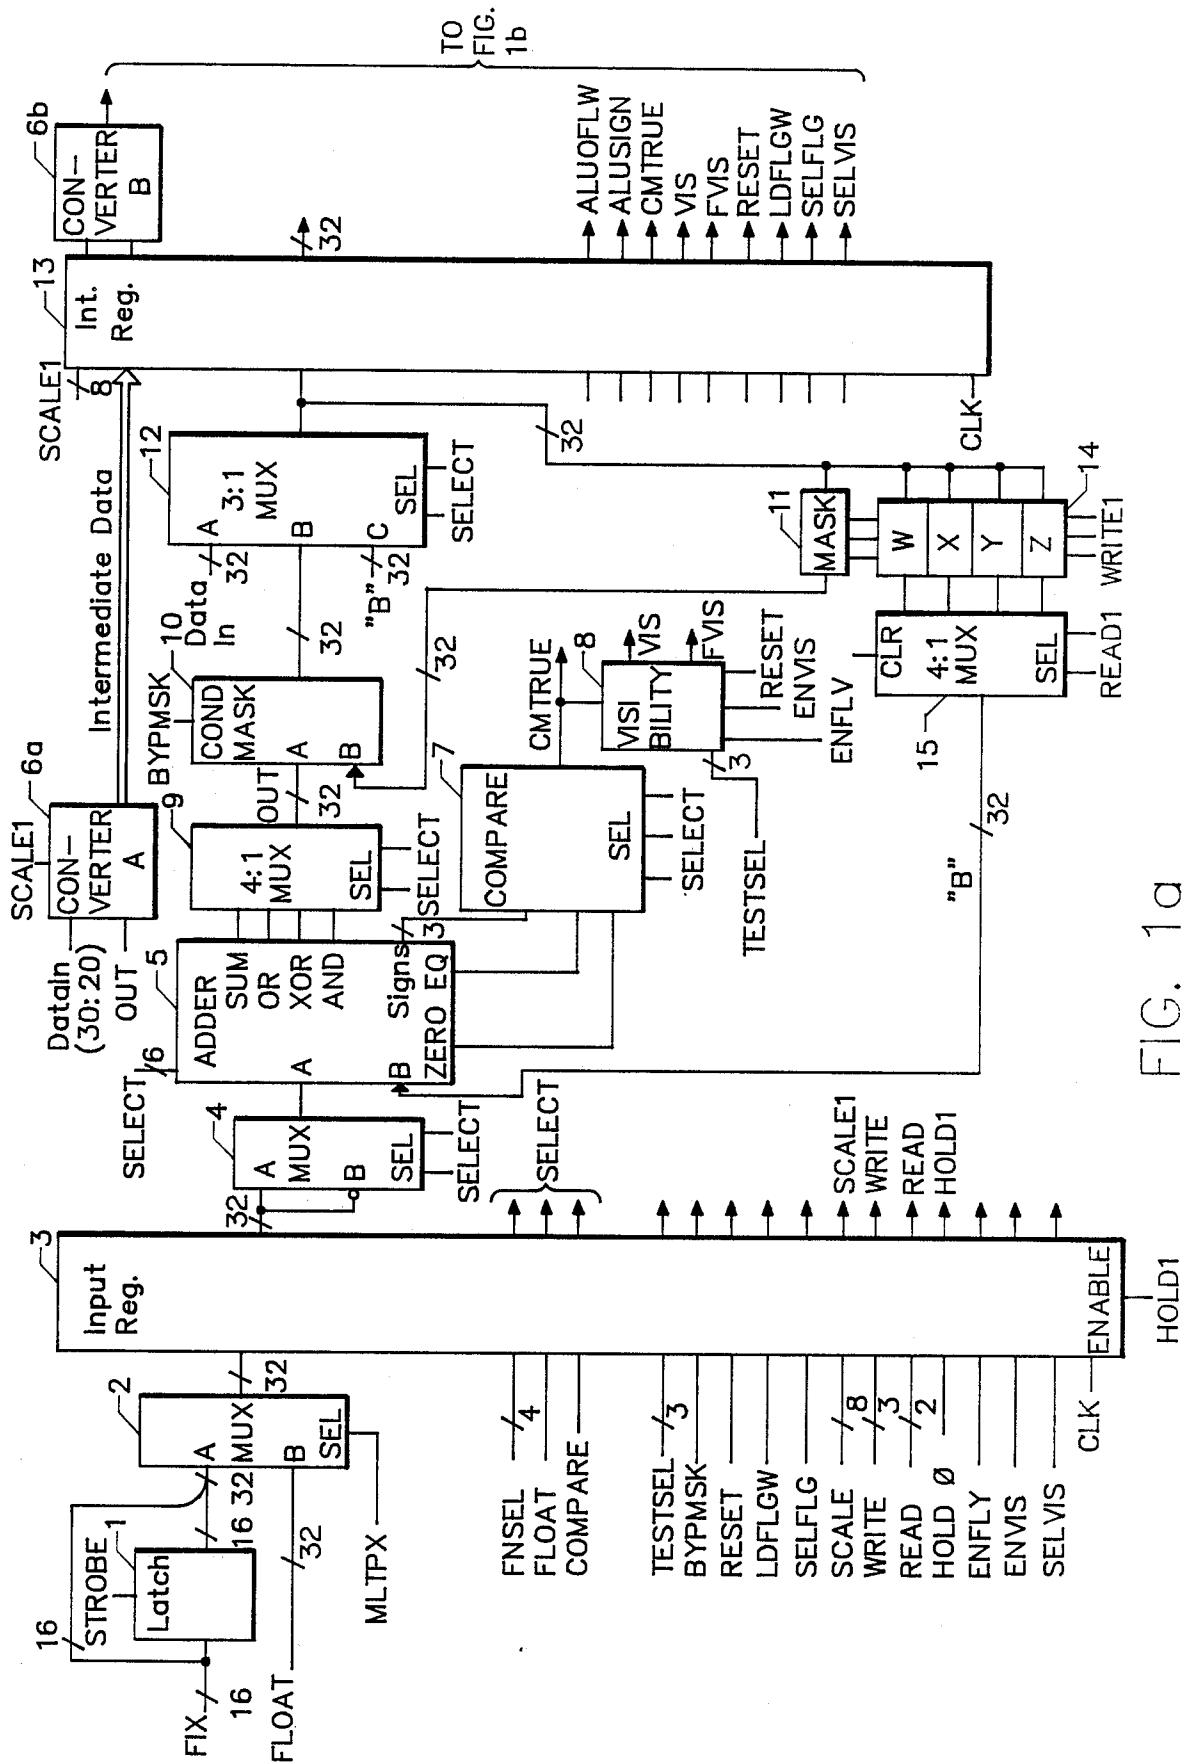 FIX
16
16
STROBE
1
Latch
16
32
FLOAT
32
MLTPX
2
A
MUX
B
SEL
32
3
Input
Reg.
FNSEL
4
FLOAT
COMPARE
TESTSEL
3
BYPMSK
RESET
LDFLGW
SELFLG
SCALE
8
WRITE
3
READ
2
HOLD Ø
ENFLY
ENVIS
SELVIS
CLK
ENABLE
HOLD1
SELECT
SCALE1
WRITE
READ
HOLD1
32
4
A
MUX
B
SEL
SELECT
SELECT
6
5
ADDER
SUM
OR
XOR
AND
A
B
Signs
ZERO EQ
3
DataIn
(30:20)
OUT
SCALE1
6a
CON-
VERTER
A
Intermediate Data
9
4:1
MUX
SEL
SELECT
OUT
32
BYPMSK
10
COND
MASK
A
B
32
32
Data
In
32
"B"
32
12
A
3:1
MUX
B
C
SEL
SELECT
7
COMPARE
SEL
SELECT
CMTRUE
8
VISI
BILITY
VIS
FVIS
RESET
ENVIS
ENFLV
3
TESTSEL
11
MASK
14
W
X
Y
Z
WRITE1
15
CLR
4:1
MUX
SEL
READ1
"B"
32
32
SCALE1
8
13
Int.
Reg.
CLK
6b
CON-
VERTER
B
32
ALUOFLW
ALUSIGN
CMTRUE
VIS
FVIS
RESET
LDFLGW
SELFLG
SELVIS
TO
FIG.
1b
FIG. 1a